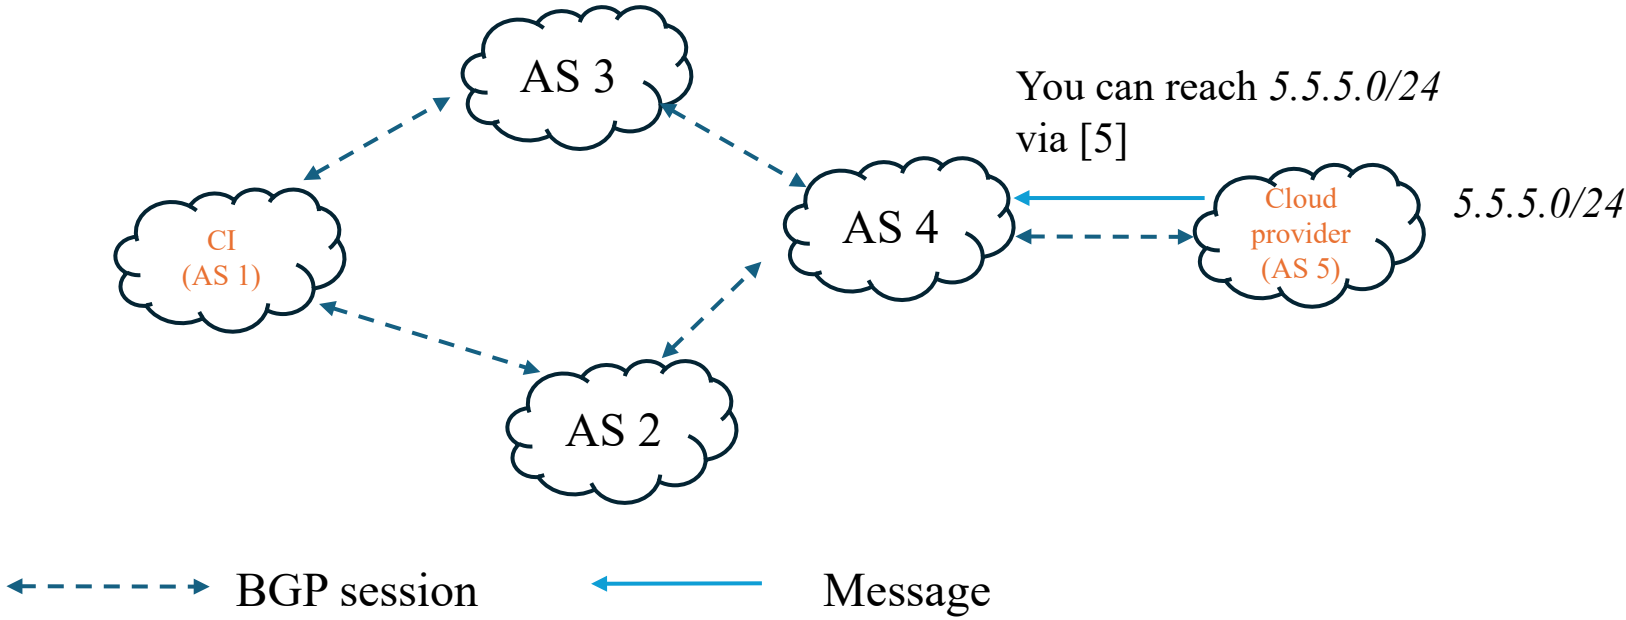 AS 3
You can reach 5.5.5.0/24
via [5]
CI
(AS 1)
AS 4
Cloud
provider
(AS 5)
5.5.5.0/24
AS 2
BGP session
Message